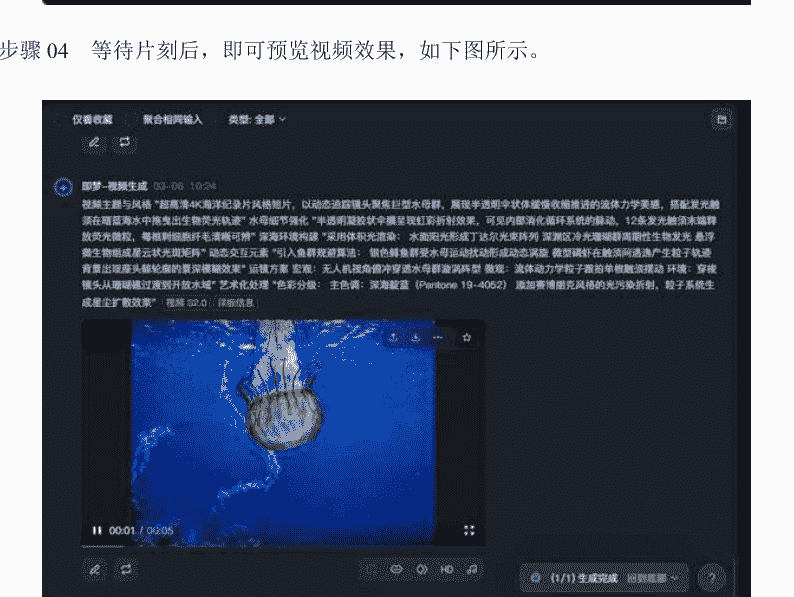 步骤 04 等待片刻后，即可预览视频效果，如下图所示。
仅看收藏 聚合相同输入 类型: 全部
即梦-视频生成 03-06 10:24
视频主题与风格 "超高清4K海洋纪录片风格短片，以动态追踪镜头聚焦巨型水母群，展现半透明伞状体缓慢收缩推进的流体力学美感，搭配发光触
须在暗蓝海水中拖曳出生物荧光轨迹" 水母细节强化 "半透明凝胶状伞膜呈现虹彩折射效果，可见内部消化循环系统的脉动，12条发光触须末端释
放荧光微粒，每根刺细胞纤毛清晰可辨" 深海环境构建 "采用体积光渲染： 水面阳光形成丁达尔光束阵列 深渊区冷光珊瑚群周期性生物发光 悬浮
微生物组成星云状光斑矩阵" 动态交互元素 "引入鱼群规避算法： 银色鲱鱼群受水母运动扰动形成动态漩涡 微型磷虾在触须间逃逸产生粒子轨迹
背景出现座头鲸轮廓的景深模糊效果" 运镜方案 宏观：无人机视角俯冲穿透水母群漩涡阵型 微观：流体动力学粒子跟拍单根触须摆动 环境：穿梭
镜头从珊瑚礁过渡到开放水域" 艺术化处理 "色彩分级： 主色调：深海靛蓝（Pantone 19-4052） 添加赛博朋克风格的光污染折射，粒子系统生
成星尘扩散效果" 视频 S2.0 详细信息
00:01 / 00:05
HD
(1/1) 生成完成 回到底部
?